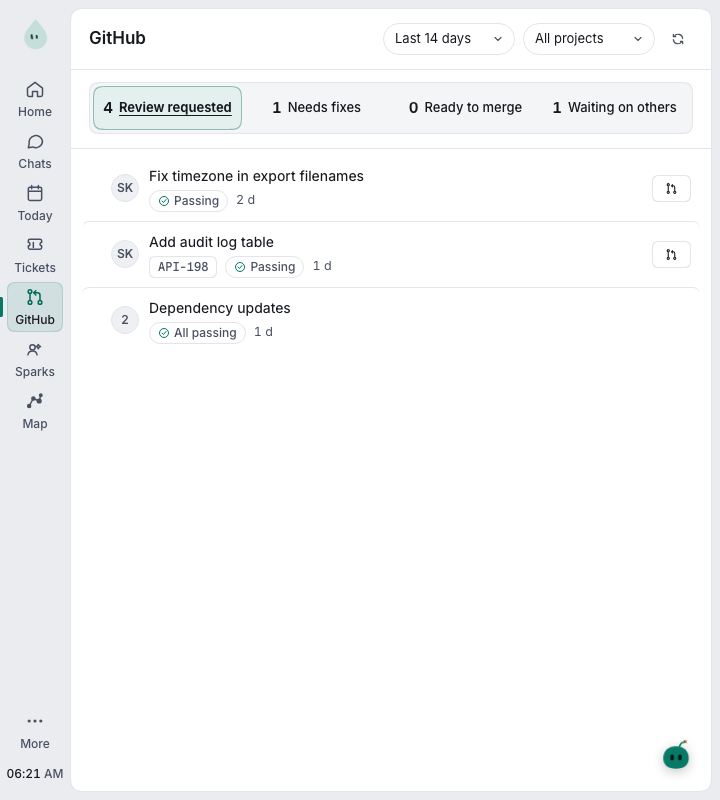 GitHub
Last 14 days
All projects
Home
Chats
Today
Tickets
GitHub
Sparks
Map
More
06:21 AM
4 Review requested
1 Needs fixes
0 Ready to merge
1 Waiting on others
SK
Fix timezone in export filenames
Passing 2 d
SK
Add audit log table
API-198 Passing 1 d
2
Dependency updates
All passing 1 d